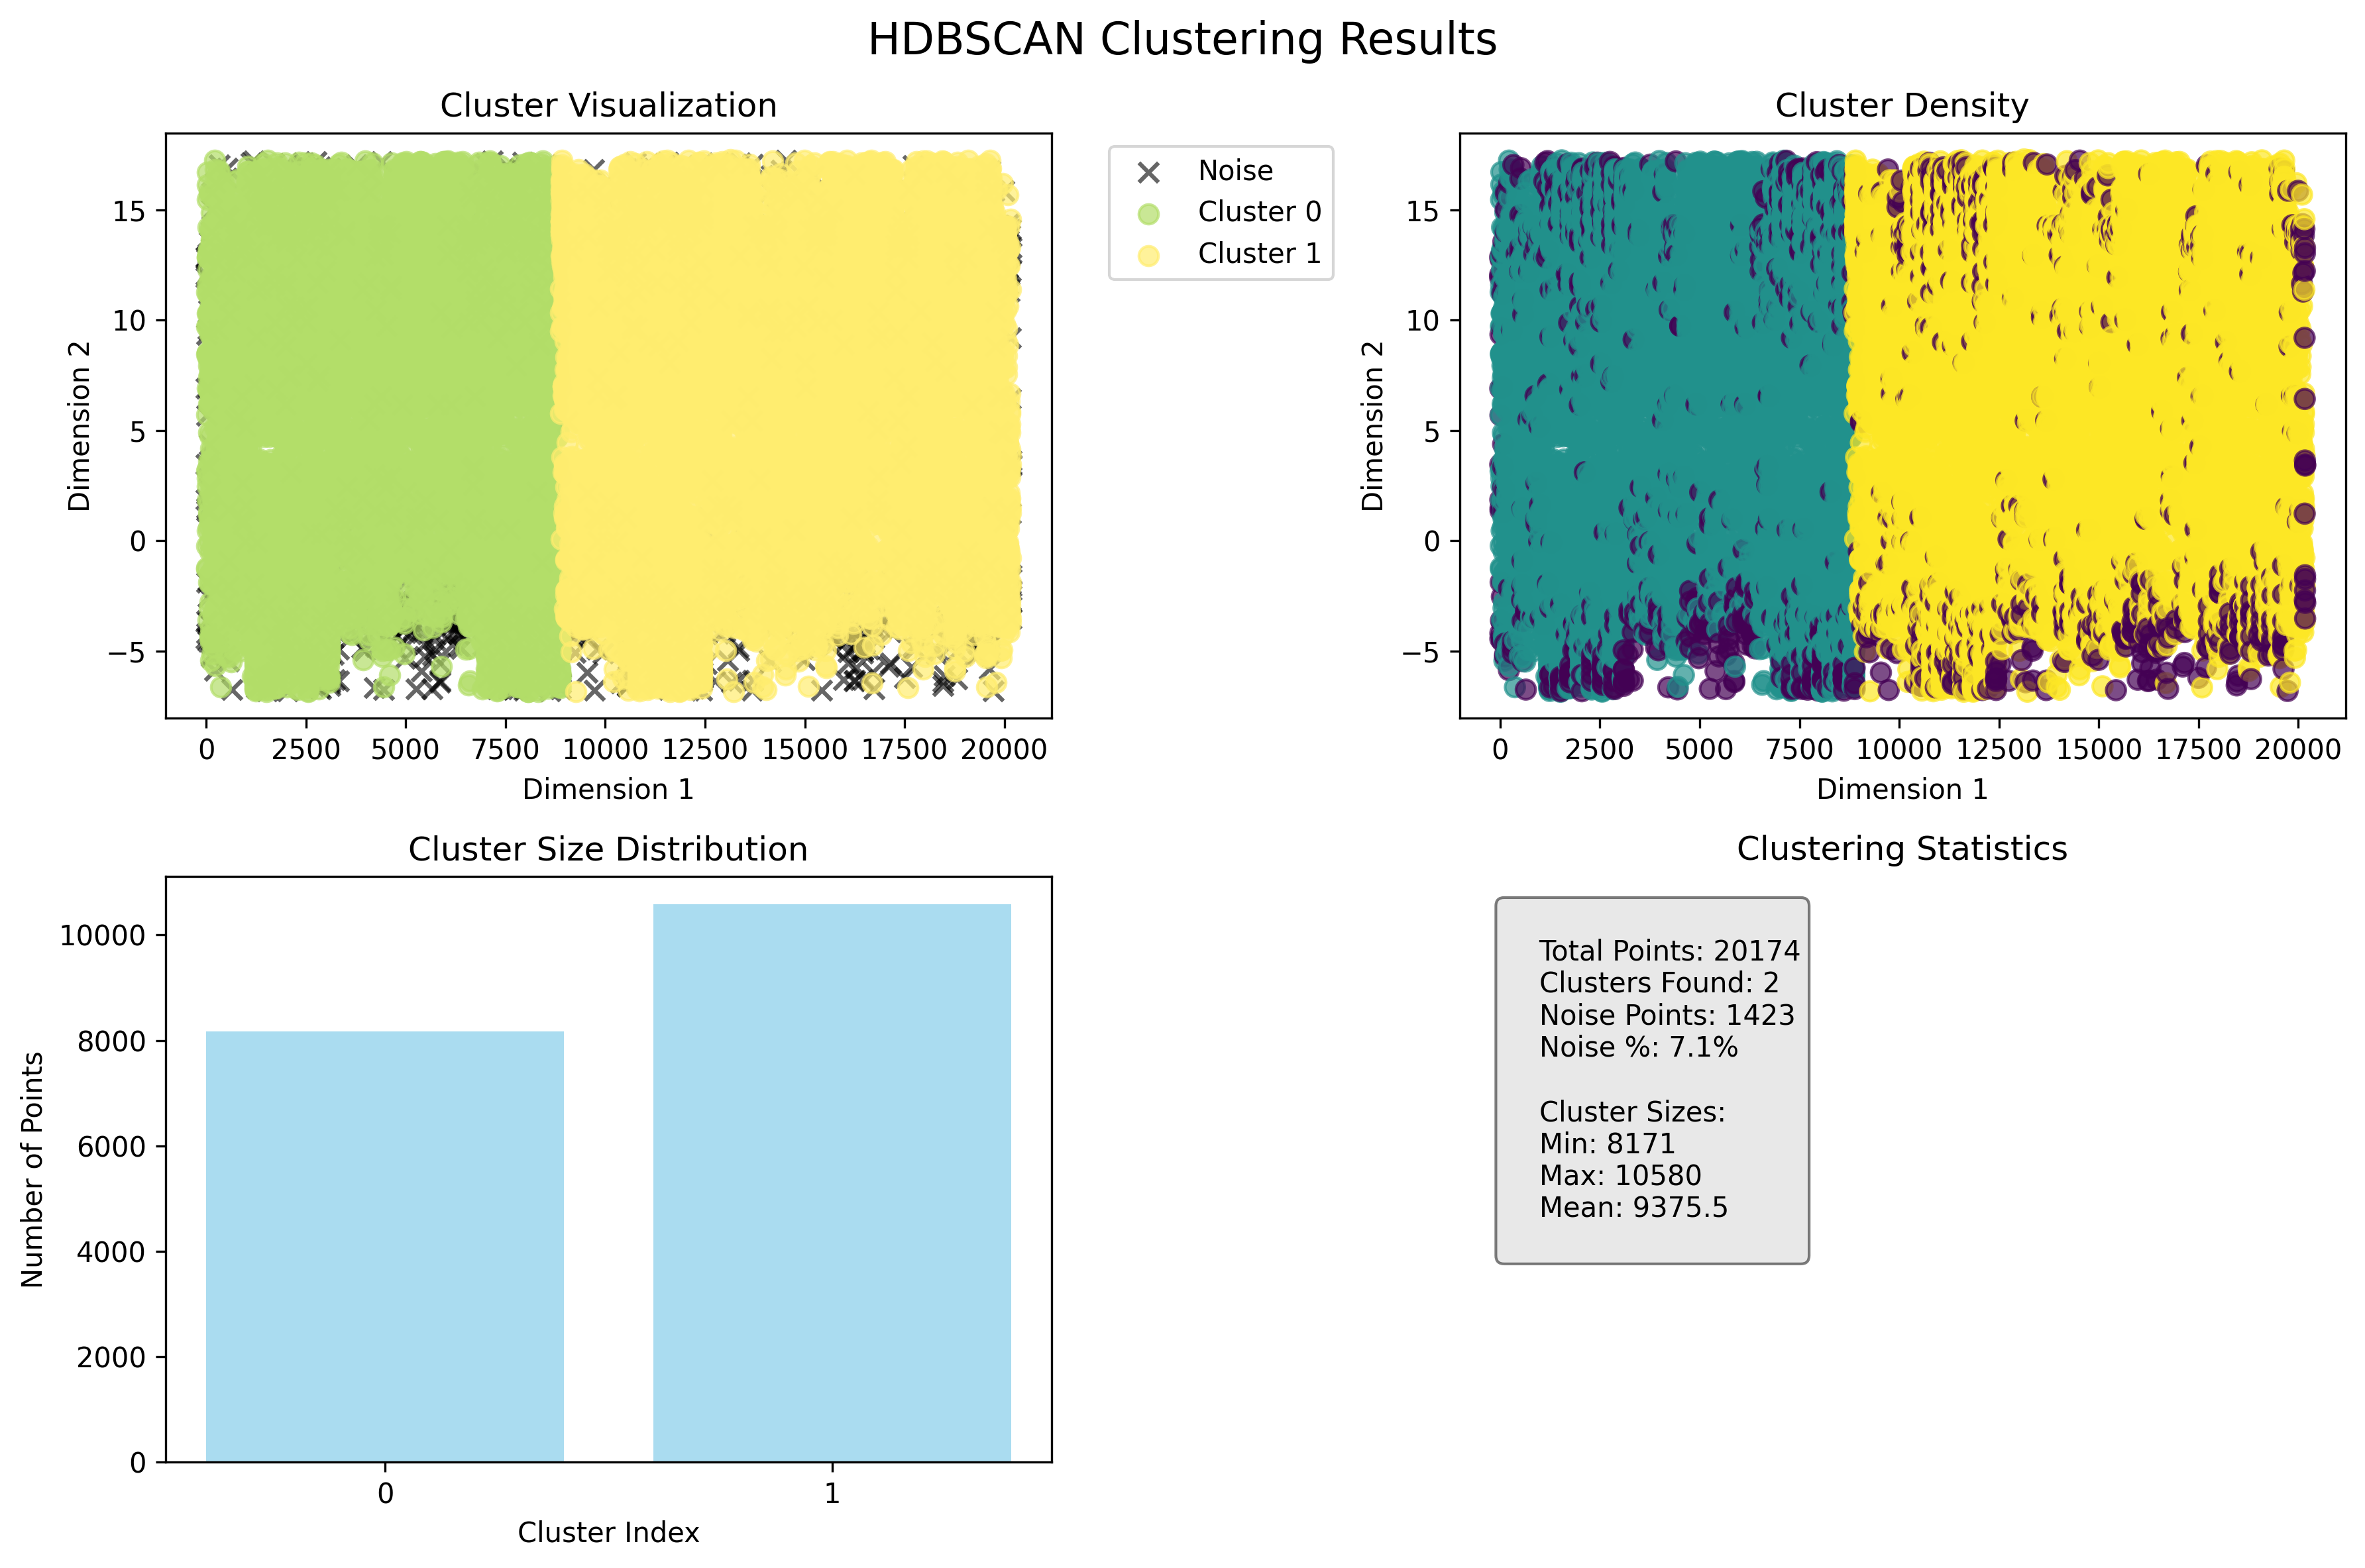 HDBSCAN Clustering Results
Cluster Visualization
15
10
5
0
−5
Dimension 2
0 2500 5000 7500 10000 12500 15000 17500 20000
Dimension 1
Noise
Cluster 0
Cluster 1
Cluster Density
15
10
5
0
−5
Dimension 2
0 2500 5000 7500 10000 12500 15000 17500 20000
Dimension 1
Cluster Size Distribution
10000
8000
6000
4000
2000
0
Number of Points
0 1
Cluster Index
Clustering Statistics
Total Points: 20174
Clusters Found: 2
Noise Points: 1423
Noise %: 7.1%
Cluster Sizes:
Min: 8171
Max: 10580
Mean: 9375.5